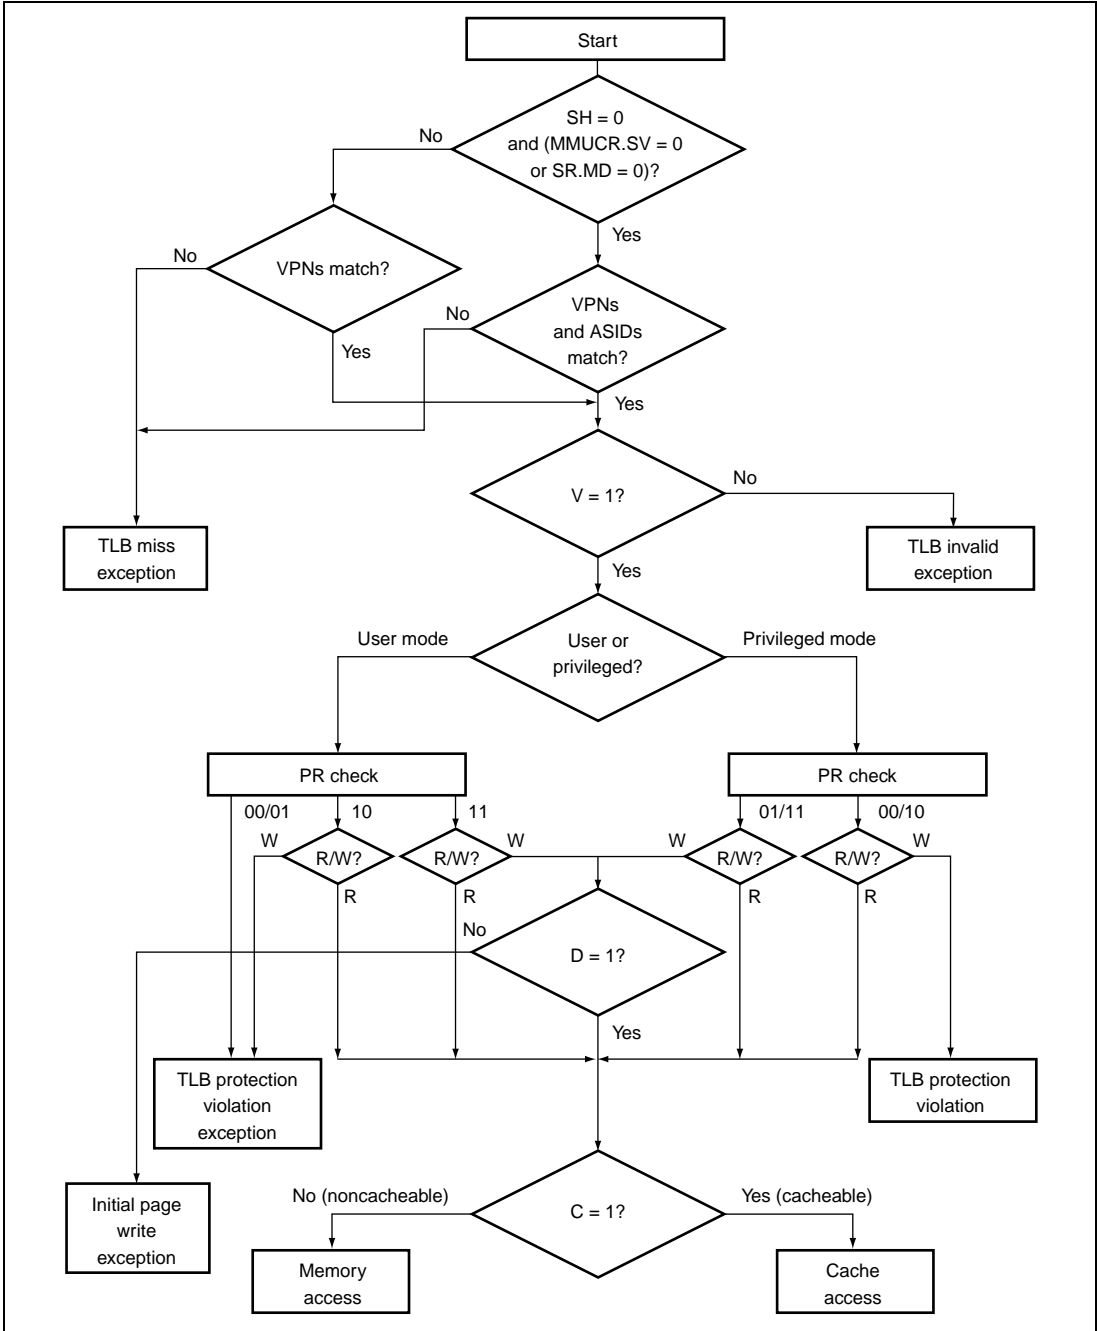 Start
SH = 0
and (MMUCR.SV = 0
or SR.MD = 0)?
No
Yes
VPNs match?
No
Yes
VPNs
and ASIDs
match?
No
Yes
V = 1?
No
Yes
TLB miss
exception
TLB invalid
exception
User mode
User or
privileged?
Privileged mode
PR check
PR check
00/01
10
11
01/11
00/10
W
R/W?
R/W?
W
W
R/W?
R/W?
W
R
R
R
R
No
D = 1?
Yes
TLB protection
violation
exception
TLB protection
violation
Initial page
write
exception
No (noncacheable)
C = 1?
Yes (cacheable)
Memory
access
Cache
access